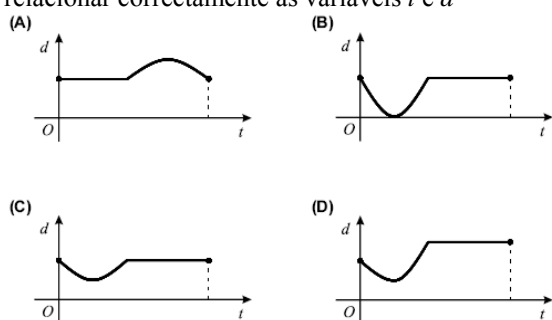 relacionar correctamente as variáveis t e d
(A) (B)
d d
O t O t
(C) (D)
d d
O t O t